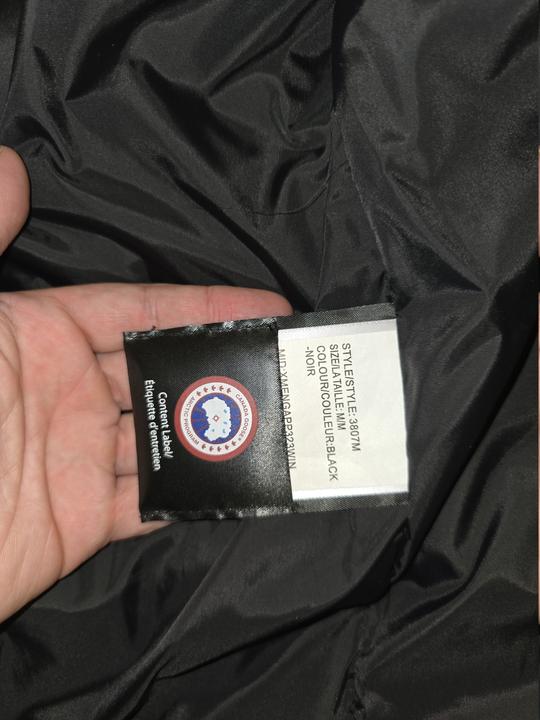 STYLE/STYLE: 3807M
SIZE/LA TAILLE: M/M
COLOUR/COULEUR:BLACK
-NOIR
MID:XMENGAPP323WIN
CANADA GOOSE
ARCTIC PROGRAM
Content Label/
Étiquette d'entretien